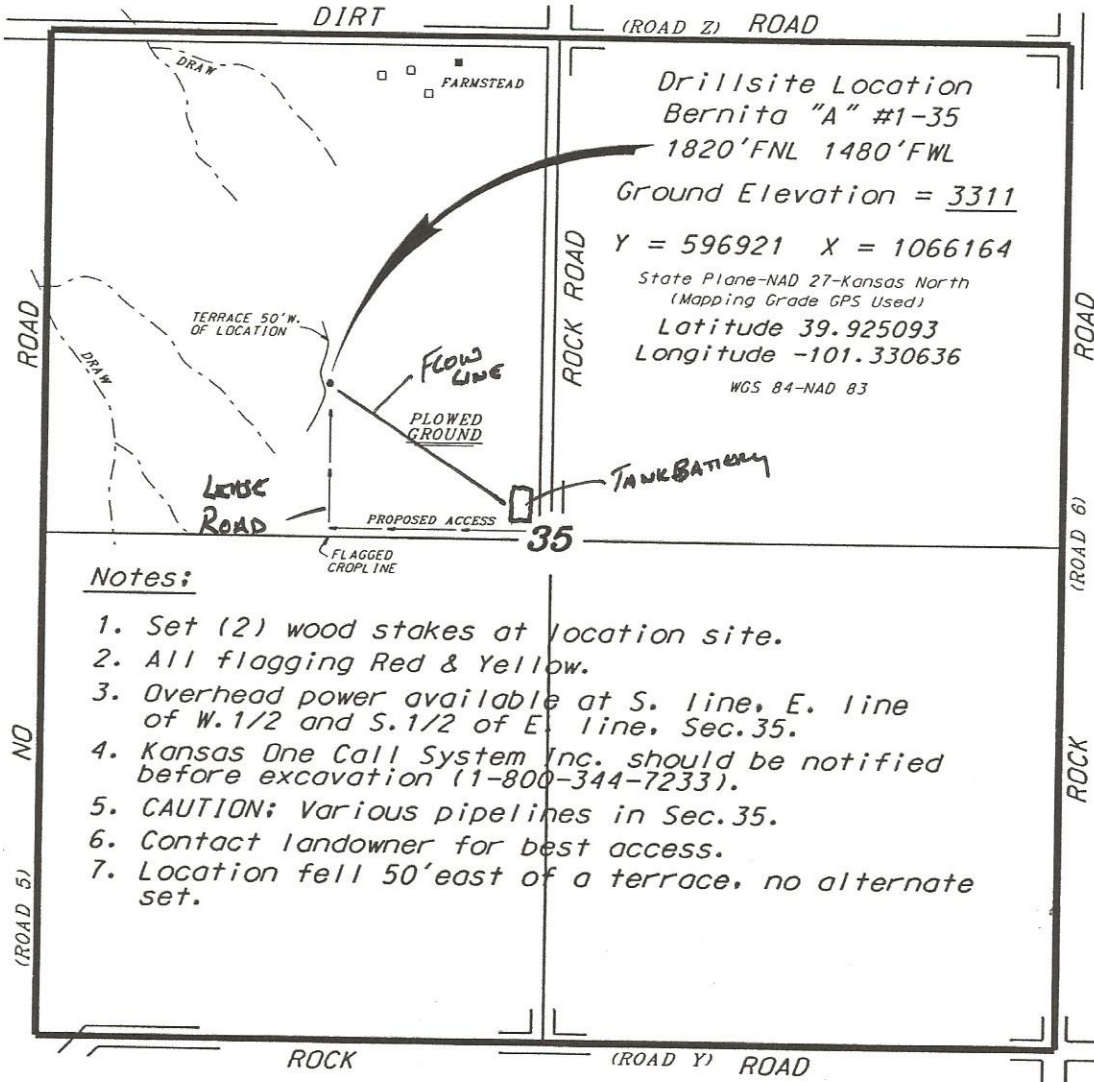 DIRT (ROAD Z) ROAD
DRAW
FARMSTEAD
Drillsite Location
Bernita "A" #1-35
1820'FNL 1480'FWL
Ground Elevation = 3311
Y = 596921 X = 1066164
State Plane-NAD 27-Kansas North
(Mapping Grade GPS Used)
Latitude 39.925093
Longitude -101.330636
WGS 84-NAD 83
ROCK ROAD
ROAD
ROAD
TERRACE 50'W.
OF LOCATION
DRAW
FLOW
LINE
PLOWED
GROUND
TANK BATTERY
LEASE
ROAD
PROPOSED ACCESS
35
FLAGGED
CROPLINE
(ROAD 6)
Notes:
1. Set (2) wood stakes at location site.
2. All flagging Red & Yellow.
3. Overhead power available at S. line, E. line
of W.1/2 and S.1/2 of E. line, Sec.35.
4. Kansas One Call System Inc. should be notified
before excavation (1-800-344-7233).
5. CAUTION: Various pipelines in Sec.35.
6. Contact landowner for best access.
7. Location fell 50'east of a terrace, no alternate
set.
NO
ROCK
(ROAD 5)
ROCK (ROAD Y) ROAD